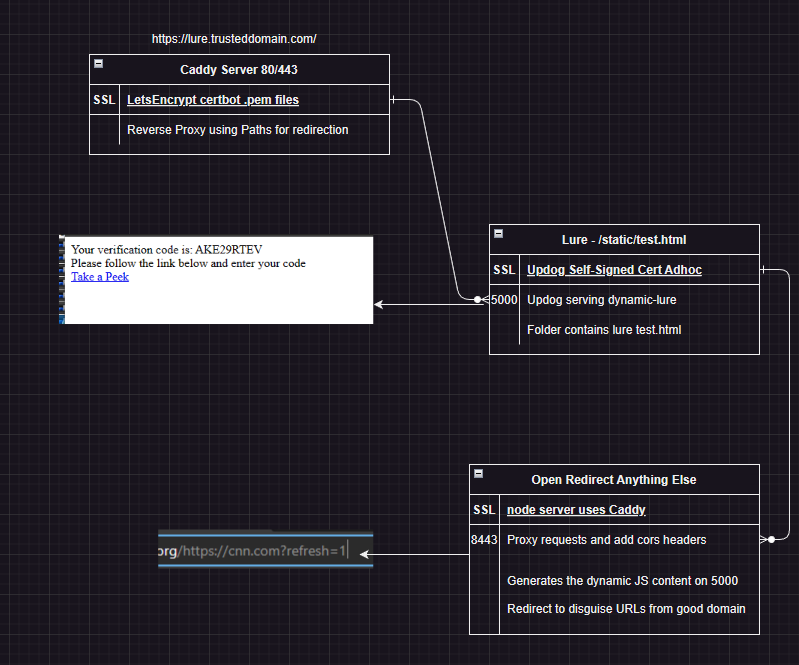 https://lure.trusteddomain.com/
Caddy Server 80/443
SSL LetsEncrypt certbot .pem files
Reverse Proxy using Paths for redirection
Lure - /static/test.html
SSL Updog Self-Signed Cert Adhoc
5000 Updog serving dynamic-lure
Folder contains lure test.html
Your verification code is: AKE29RTEV
Please follow the link below and enter your code
Take a Peek
Open Redirect Anything Else
SSL node server uses Caddy
8443 Proxy requests and add cors headers
Generates the dynamic JS content on 5000
Redirect to disguise URLs from good domain
org/https://cnn.com?refresh=1